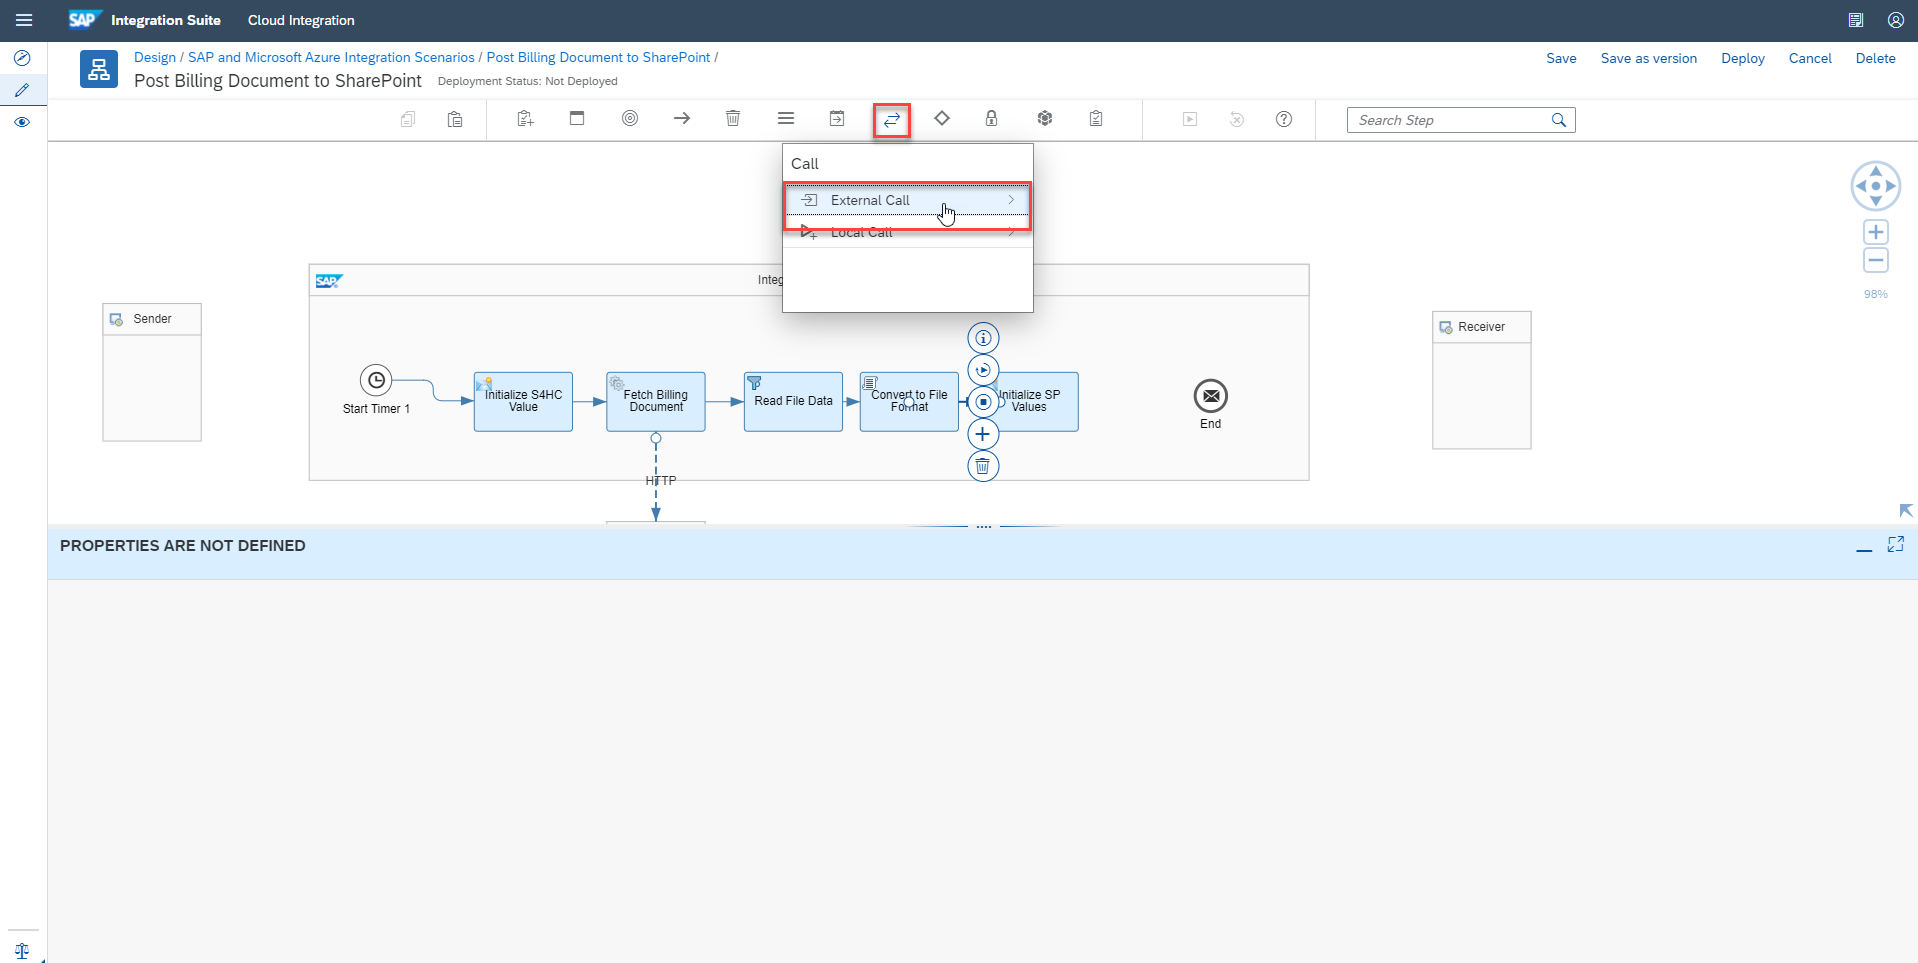 SAP Integration Suite Cloud Integration
Design / SAP and Microsoft Azure Integration Scenarios / Post Billing Document to SharePoint /
Post Billing Document to SharePoint Deployment Status: Not Deployed
Save Save as version Deploy Cancel Delete
Search Step
Call
External Call
Local Call
98%
SAP Integ
Sender
Receiver
Start Timer 1
Initialize S4HC
Value
Fetch Billing
Document
Read File Data
Convert to File
Format
Initialize SP
Values
End
HTTP
PROPERTIES ARE NOT DEFINED